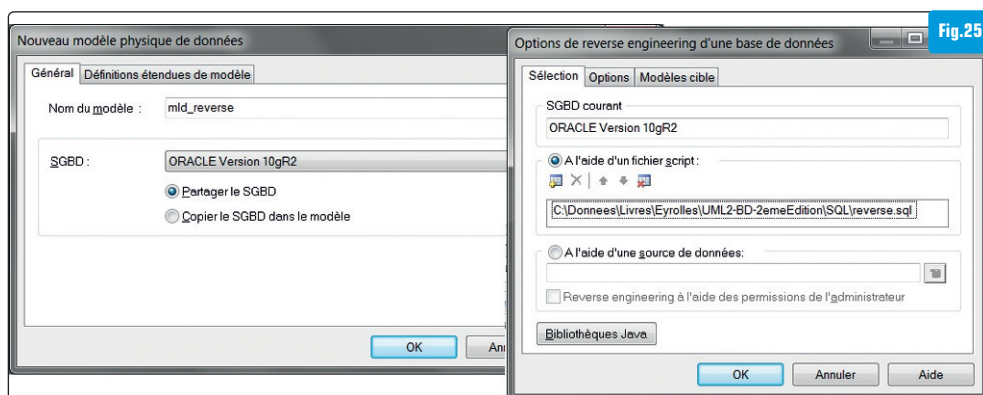 Fig.25
Nouveau modèle physique de données
Général Définitions étendues de modèle
Nom du modèle : mld_reverse
SGBD : ORACLE Version 10gR2
Partager le SGBD
Copier le SGBD dans le modèle
OK
Options de reverse engineering d'une base de données
Sélection Options Modèles cible
SGBD courant
ORACLE Version 10gR2
A l'aide d'un fichier script :
C:\Donnees\Livres\Eyrolles\UML2-BD-2emeEdition\SQL\reverse.sql
A l'aide d'une source de données:
Reverse engineering à l'aide des permissions de l'administrateur
Bibliothèques Java
OK Annuler Aide